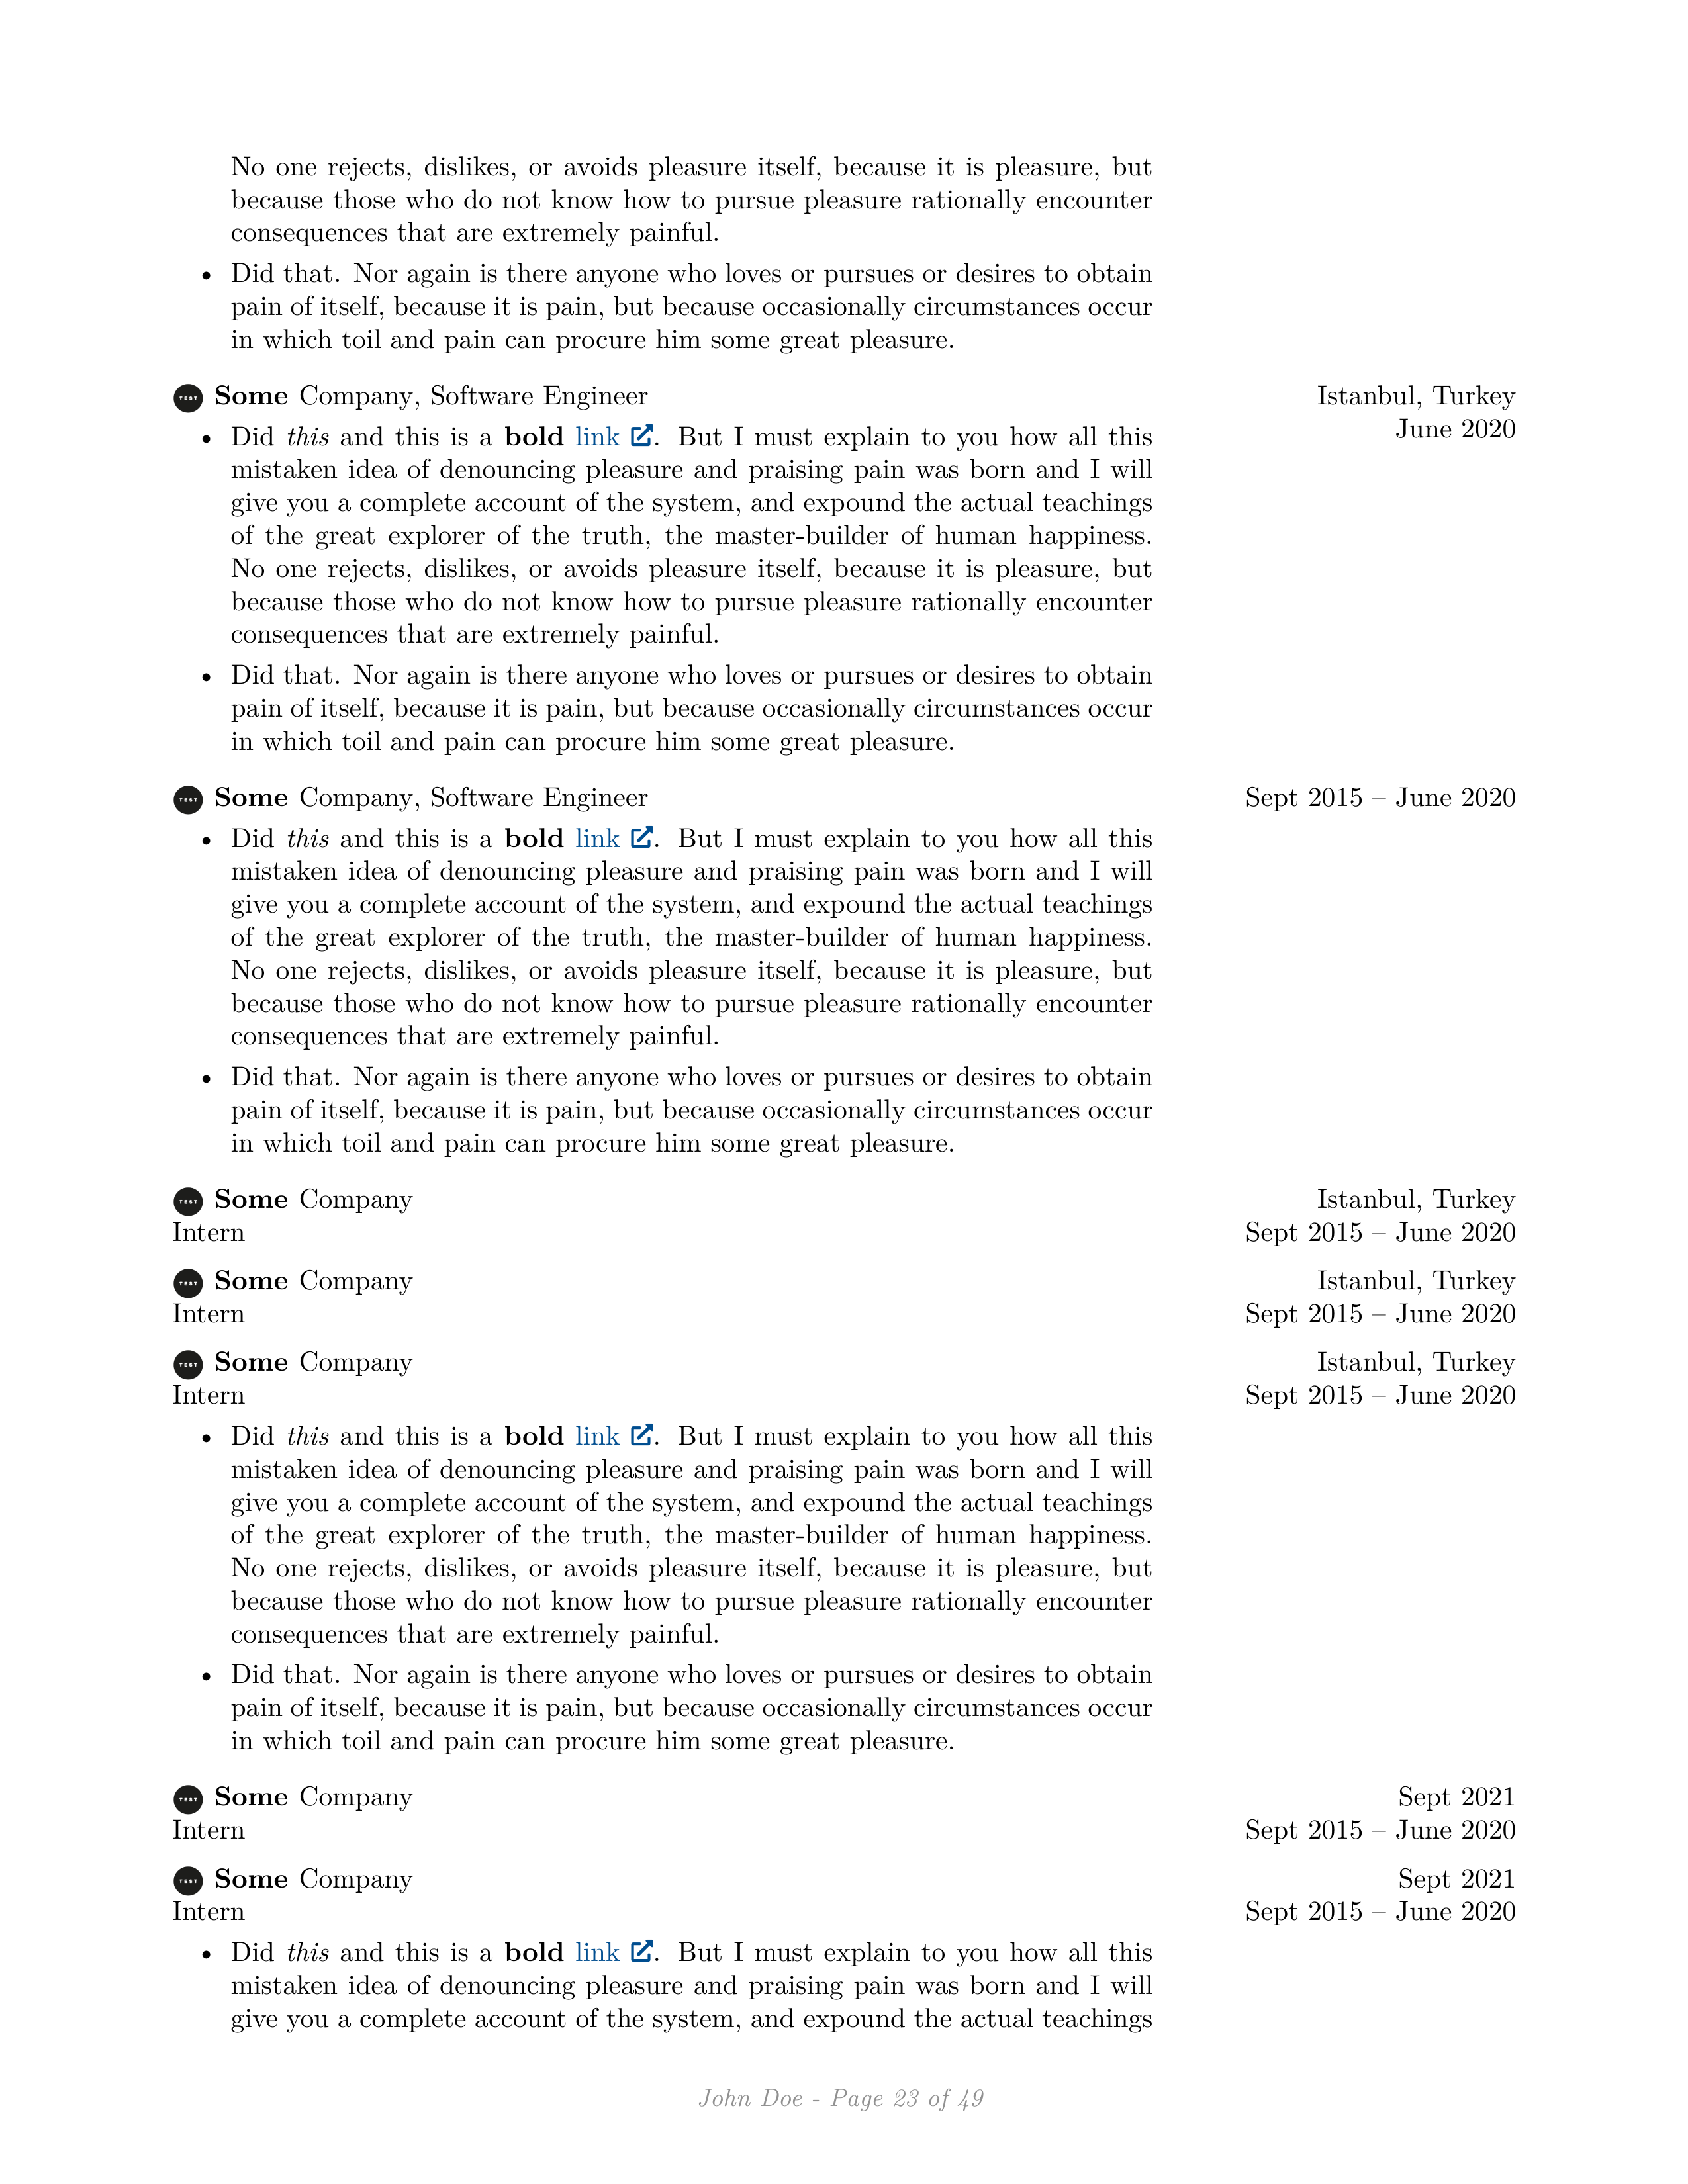 No one rejects, dislikes, or avoids pleasure itself, because it is pleasure, but
because those who do not know how to pursue pleasure rationally encounter
consequences that are extremely painful.
• Did that. Nor again is there anyone who loves or pursues or desires to obtain
pain of itself, because it is pain, but because occasionally circumstances occur
in which toil and pain can procure him some great pleasure.
TEST Some Company, Software Engineer Istanbul, Turkey
June 2020
• Did this and this is a bold link. But I must explain to you how all this
mistaken idea of denouncing pleasure and praising pain was born and I will
give you a complete account of the system, and expound the actual teachings
of the great explorer of the truth, the master-builder of human happiness.
No one rejects, dislikes, or avoids pleasure itself, because it is pleasure, but
because those who do not know how to pursue pleasure rationally encounter
consequences that are extremely painful.
• Did that. Nor again is there anyone who loves or pursues or desires to obtain
pain of itself, because it is pain, but because occasionally circumstances occur
in which toil and pain can procure him some great pleasure.
TEST Some Company, Software Engineer Sept 2015 – June 2020
• Did this and this is a bold link. But I must explain to you how all this
mistaken idea of denouncing pleasure and praising pain was born and I will
give you a complete account of the system, and expound the actual teachings
of the great explorer of the truth, the master-builder of human happiness.
No one rejects, dislikes, or avoids pleasure itself, because it is pleasure, but
because those who do not know how to pursue pleasure rationally encounter
consequences that are extremely painful.
• Did that. Nor again is there anyone who loves or pursues or desires to obtain
pain of itself, because it is pain, but because occasionally circumstances occur
in which toil and pain can procure him some great pleasure.
TEST Some Company Istanbul, Turkey
Intern Sept 2015 – June 2020
TEST Some Company Istanbul, Turkey
Intern Sept 2015 – June 2020
TEST Some Company Istanbul, Turkey
Intern Sept 2015 – June 2020
• Did this and this is a bold link. But I must explain to you how all this
mistaken idea of denouncing pleasure and praising pain was born and I will
give you a complete account of the system, and expound the actual teachings
of the great explorer of the truth, the master-builder of human happiness.
No one rejects, dislikes, or avoids pleasure itself, because it is pleasure, but
because those who do not know how to pursue pleasure rationally encounter
consequences that are extremely painful.
• Did that. Nor again is there anyone who loves or pursues or desires to obtain
pain of itself, because it is pain, but because occasionally circumstances occur
in which toil and pain can procure him some great pleasure.
TEST Some Company Sept 2021
Intern Sept 2015 – June 2020
TEST Some Company Sept 2021
Intern Sept 2015 – June 2020
• Did this and this is a bold link. But I must explain to you how all this
mistaken idea of denouncing pleasure and praising pain was born and I will
give you a complete account of the system, and expound the actual teachings
John Doe - Page 23 of 49